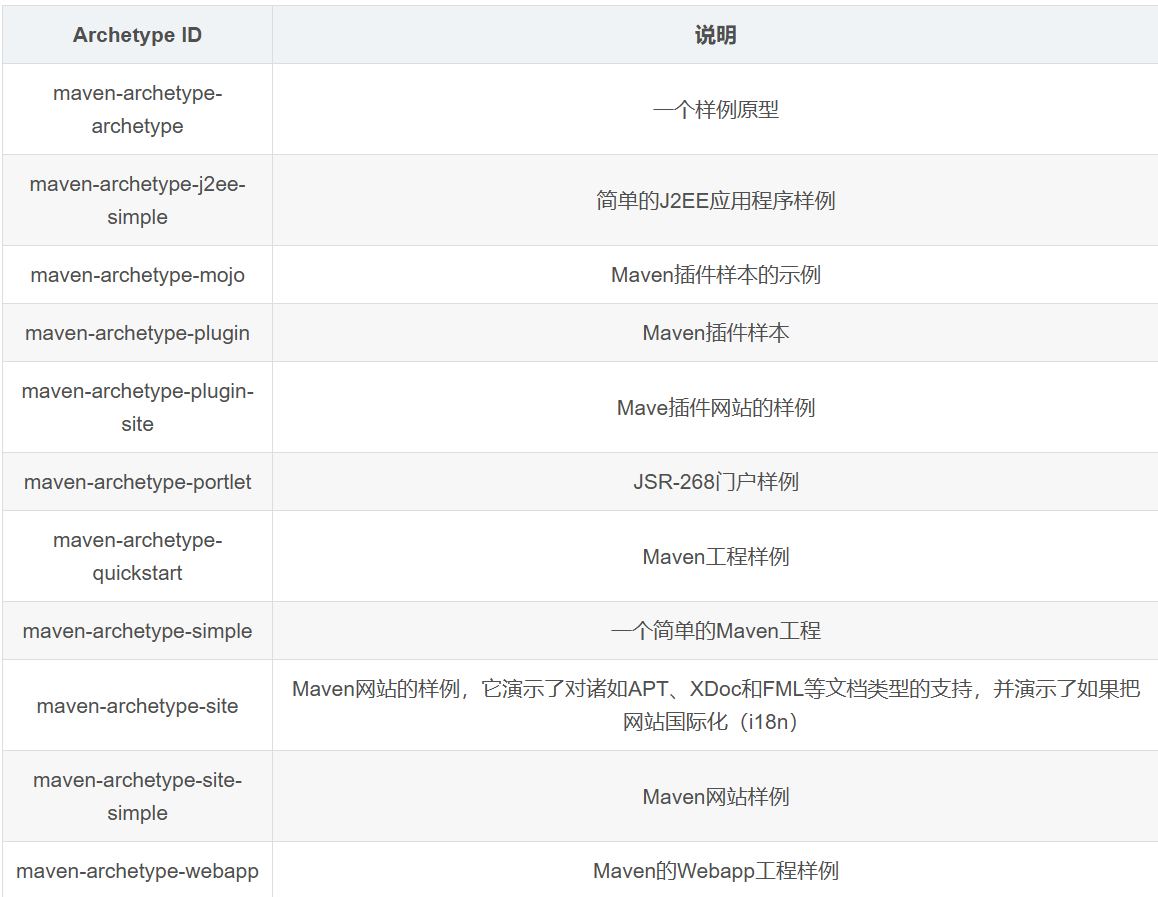 Archetype ID 说明
maven-archetype-
archetype
一个样例原型
maven-archetype-j2ee-
simple
简单的J2EE应用程序样例
maven-archetype-mojo Maven插件样本的示例
maven-archetype-plugin Maven插件样本
maven-archetype-plugin-
site
Mave插件网站的样例
maven-archetype-portlet JSR-268门户样例
maven-archetype-
quickstart
Maven工程样例
maven-archetype-simple 一个简单的Maven工程
maven-archetype-site
Maven网站的样例，它演示了对诸如APT、XDoc和FML等文档类型的支持，并演示了如果把
网站国际化（i18n）
maven-archetype-site-
simple
Maven网站样例
maven-archetype-webapp Maven的Webapp工程样例